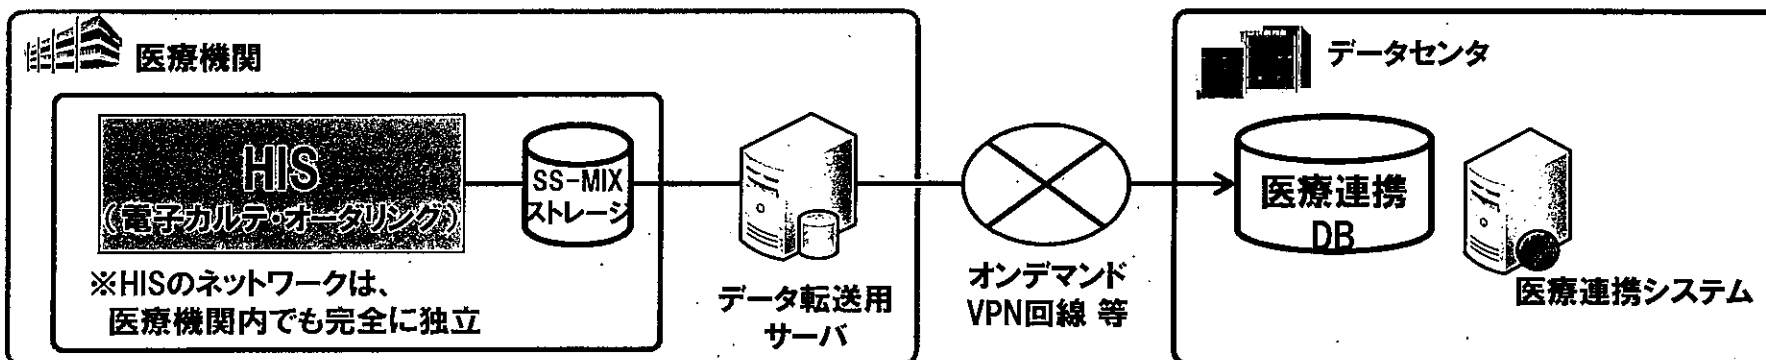 医療機関
HIS
(電子カルテ・オーダリング)
SS-MIX
ストレージ
※HISのネットワークは、
医療機関内でも完全に独立
データ転送用
サーバ
オンデマンド
VPN回線 等
データセンタ
医療連携
DB
医療連携システム